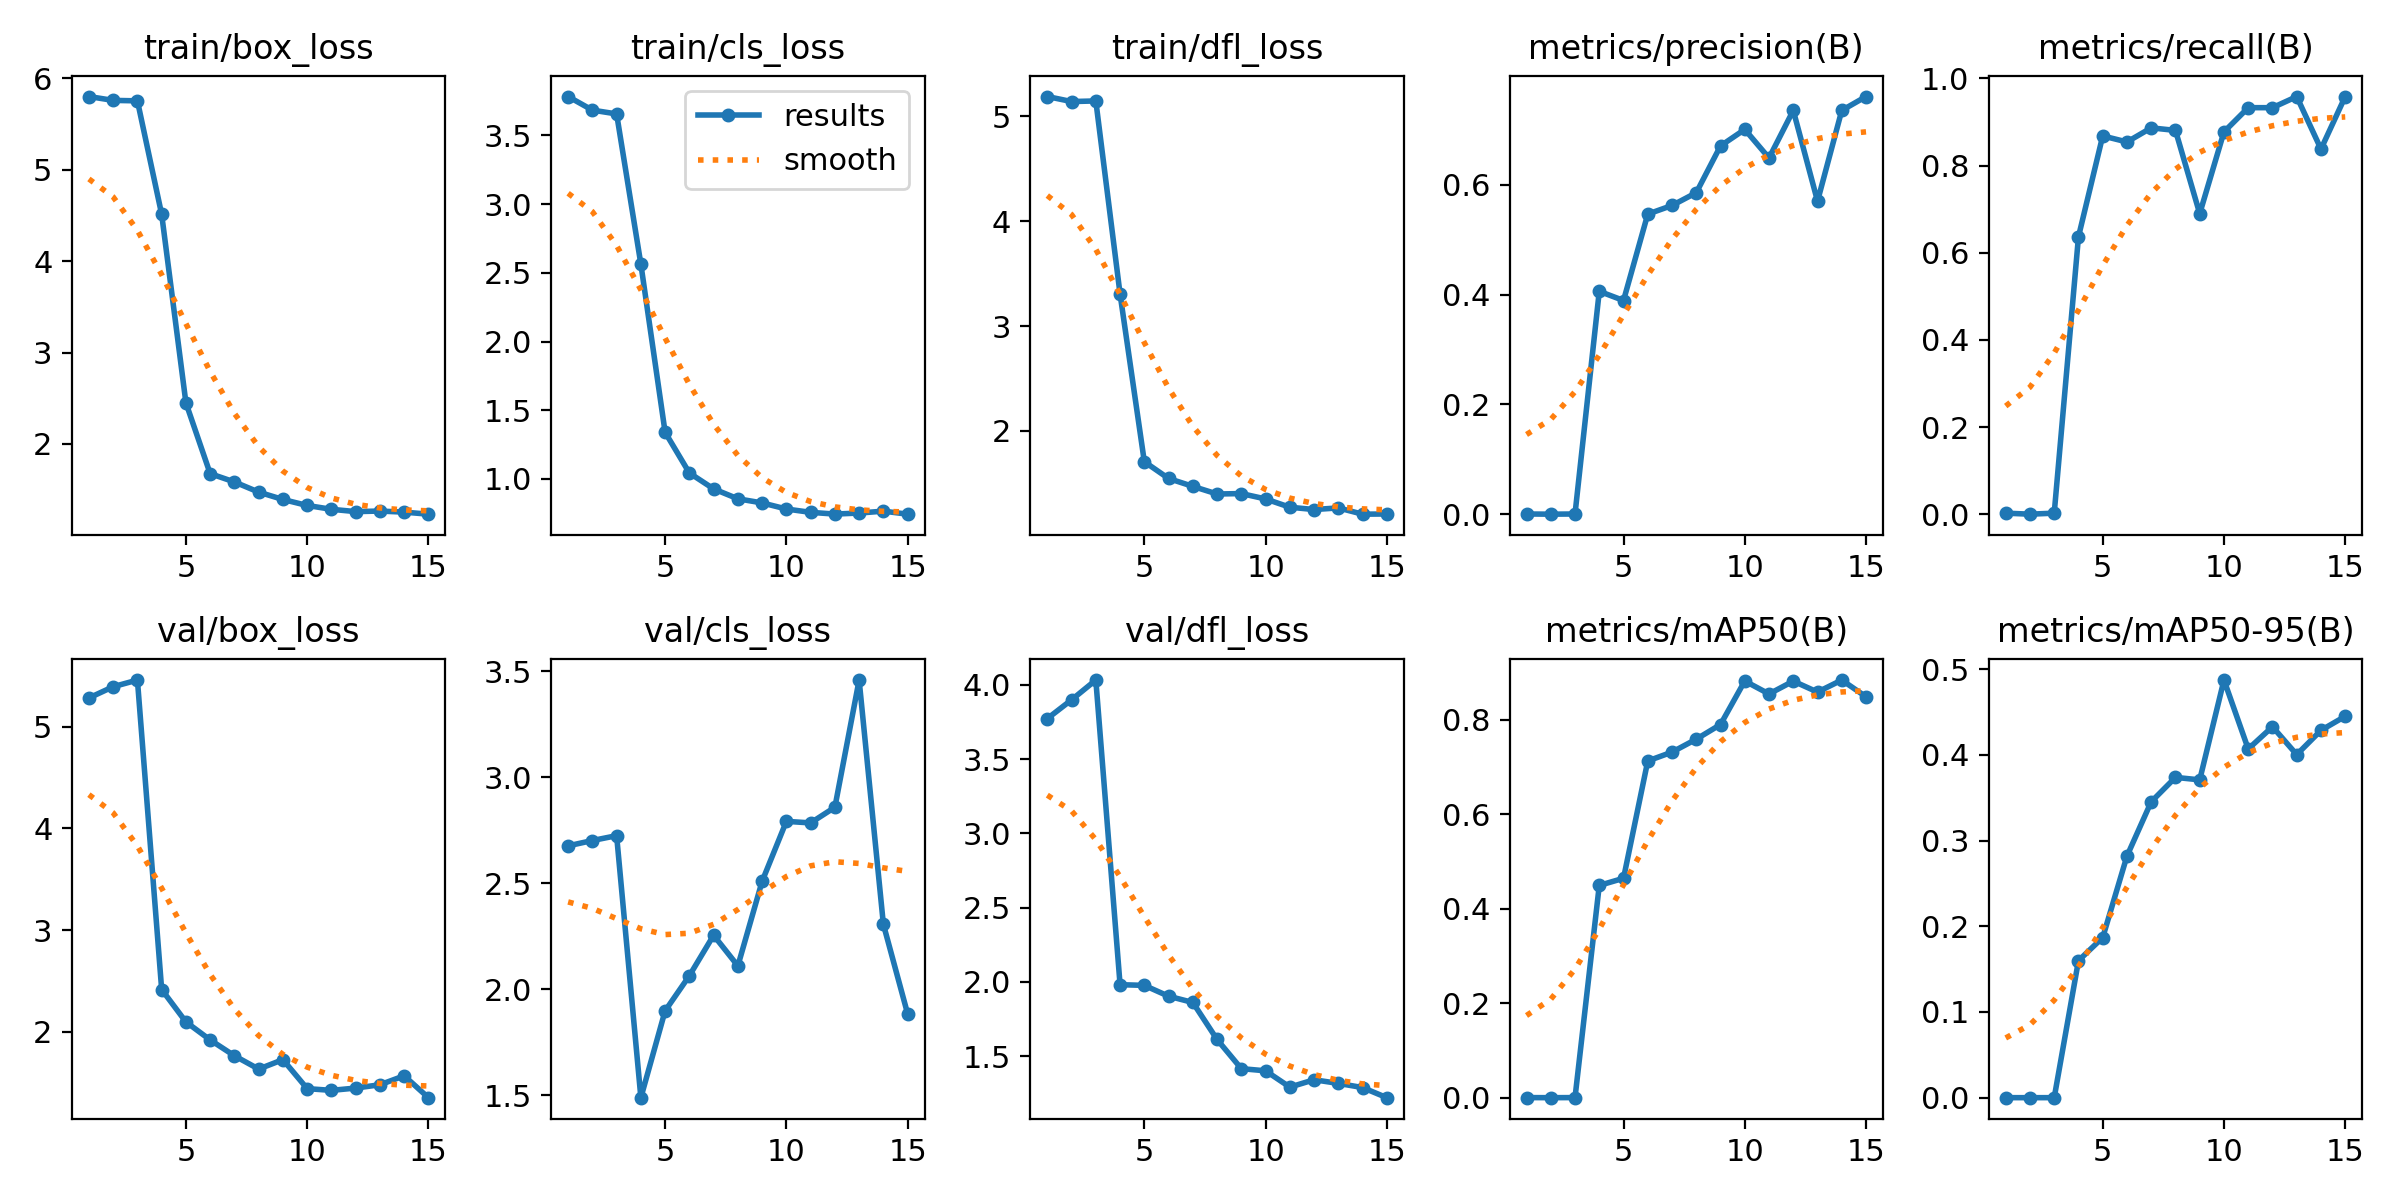 train/box_loss
6
5
4
3
2
5 10 15
train/cls_loss
results
smooth
3.5
3.0
2.5
2.0
1.5
1.0
5 10 15
train/dfl_loss
5
4
3
2
5 10 15
metrics/precision(B)
0.6
0.4
0.2
0.0
5 10 15
metrics/recall(B)
1.0
0.8
0.6
0.4
0.2
0.0
5 10 15
val/box_loss
5
4
3
2
5 10 15
val/cls_loss
3.5
3.0
2.5
2.0
1.5
5 10 15
val/dfl_loss
4.0
3.5
3.0
2.5
2.0
1.5
5 10 15
metrics/mAP50(B)
0.8
0.6
0.4
0.2
0.0
5 10 15
metrics/mAP50-95(B)
0.5
0.4
0.3
0.2
0.1
0.0
5 10 15